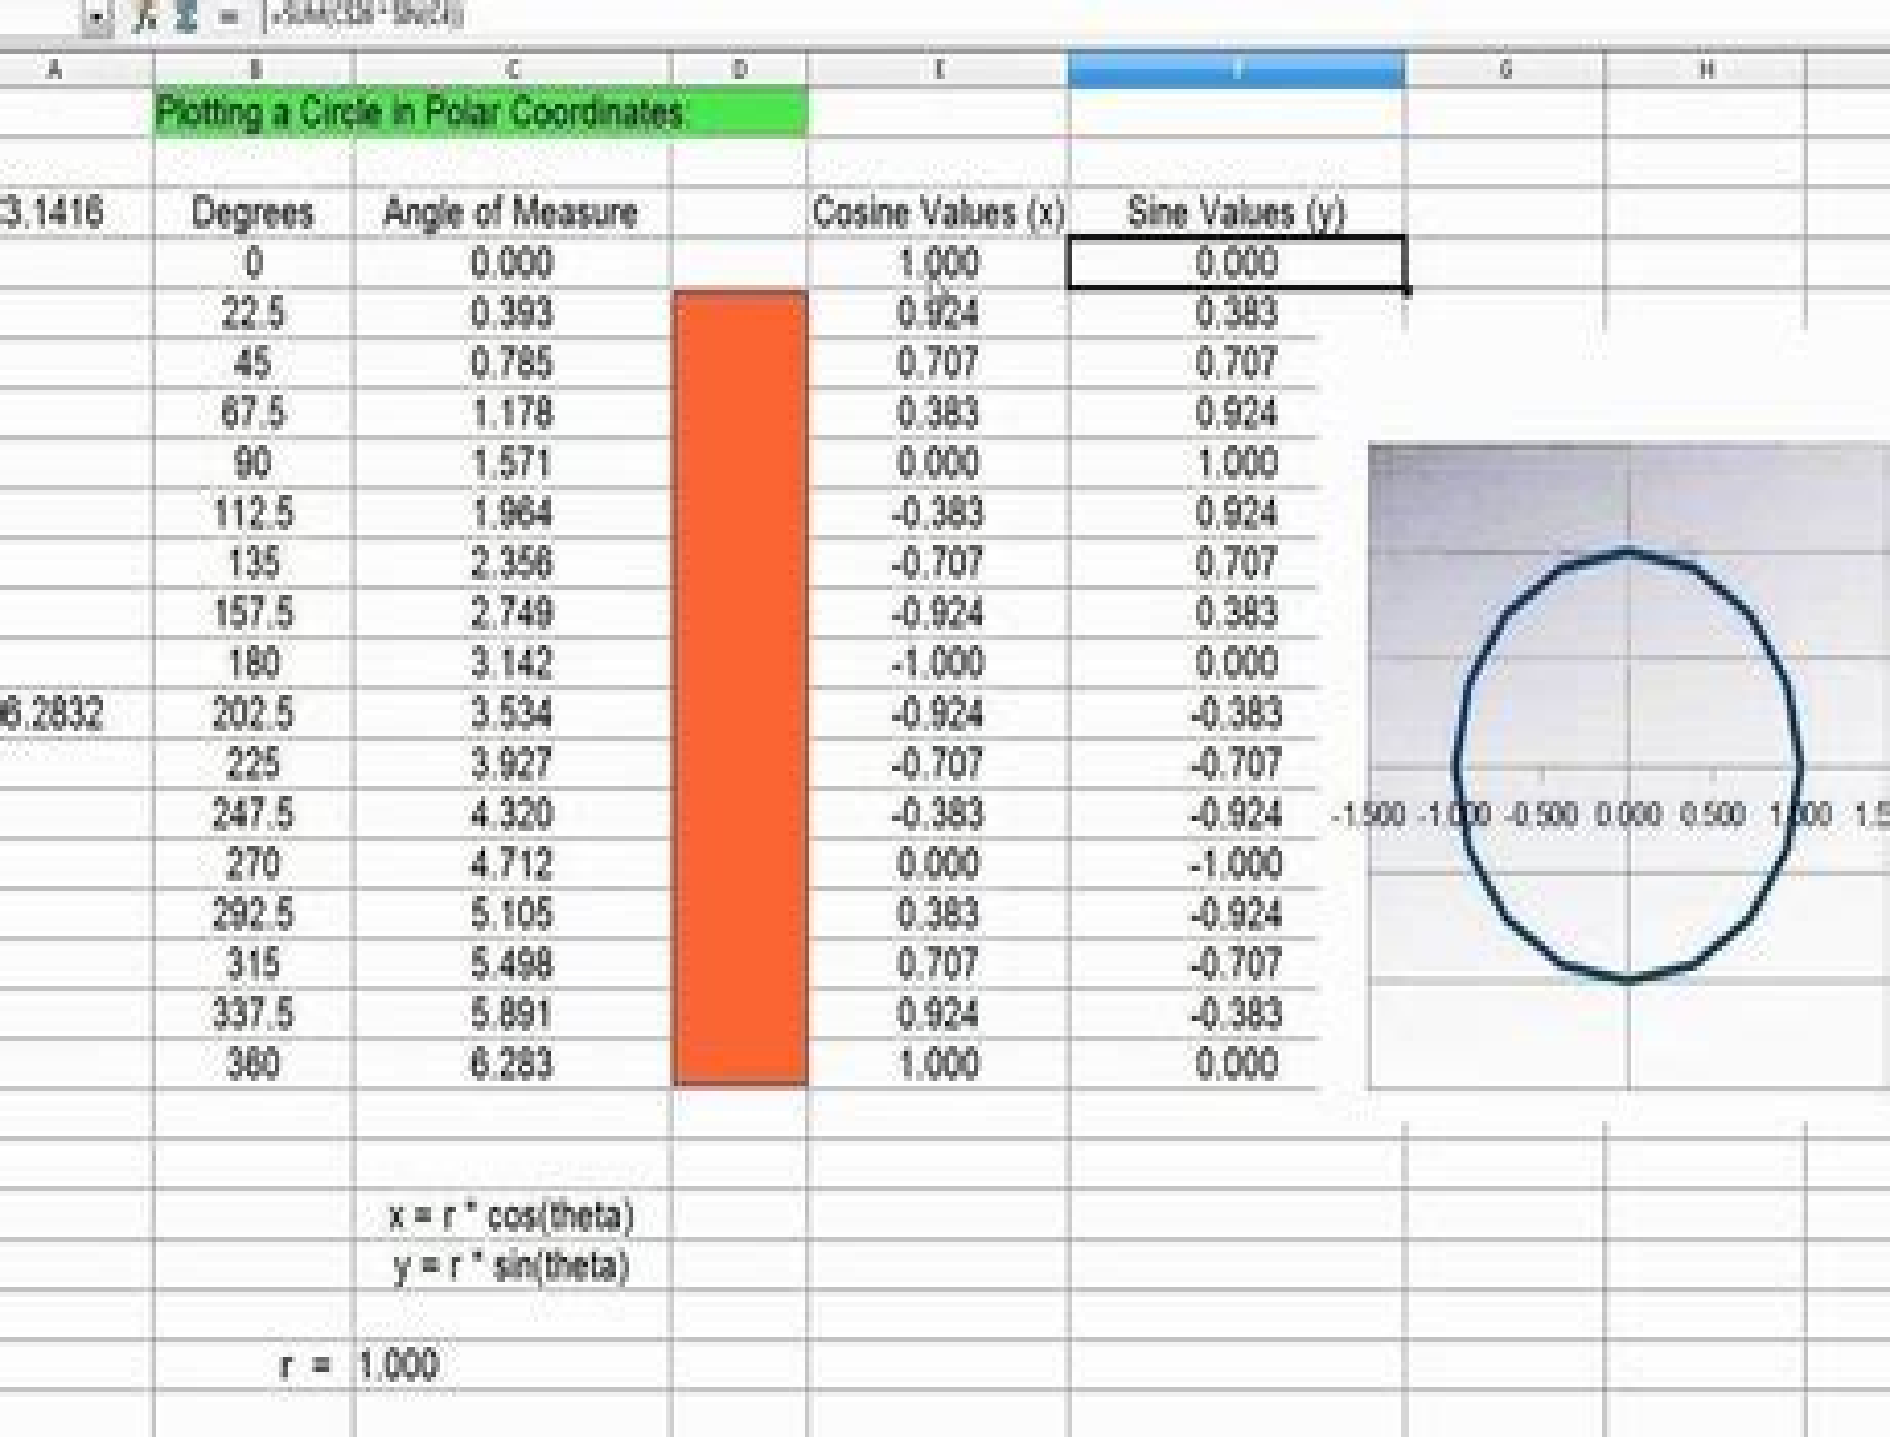 A B C D E F G H
Plotting a Circle in Polar Coordinates
3.1416 Degrees Angle of Measure Cosine Values (x) Sine Values (y)
0 0.000 1.000 0.000
22.5 0.393 0.924 0.383
45 0.785 0.707 0.707
67.5 1.178 0.383 0.924
90 1.571 0.000 1.000
112.5 1.964 -0.383 0.924
135 2.356 -0.707 0.707
157.5 2.749 -0.924 0.383
180 3.142 -1.000 0.000
6.2832 202.5 3.534 -0.924 -0.383
225 3.927 -0.707 -0.707
247.5 4.320 -0.383 -0.924
270 4.712 0.000 -1.000
292.5 5.105 0.383 -0.924
315 5.498 0.707 -0.707
337.5 5.891 0.924 -0.383
360 6.283 1.000 0.000
-1.500 -1.000 -0.500 0.000 0.500 1.000 1.5
x = r * cos(theta)
y = r * sin(theta)
r = 1.000